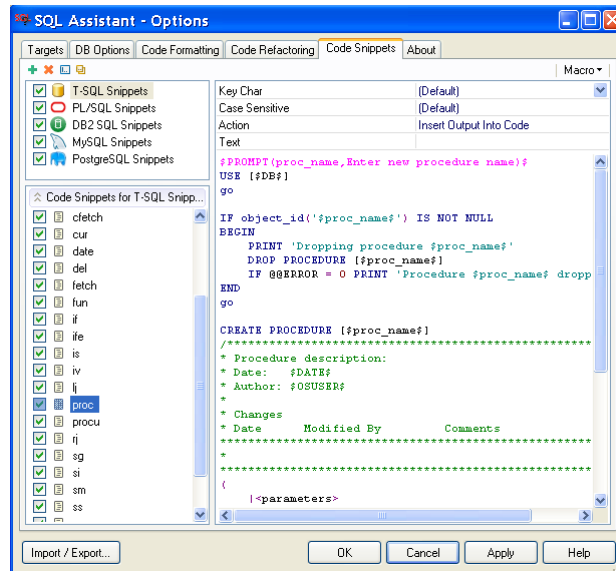 SQL Assistant - Options
Targets DB Options Code Formatting Code Refactoring Code Snippets About
Macro
T-SQL Snippets
PL/SQL Snippets
DB2 SQL Snippets
MySQL Snippets
PostgreSQL Snippets
Key Char (Default)
Case Sensitive (Default)
Action Insert Output Into Code
Text
Code Snippets for T-SQL Snipp...
cfetch
cur
date
del
fetch
fun
if
ife
is
iv
lj
proc
procu
rj
sg
si
sm
ss
$PROMPT(proc_name,Enter new procedure name)$
USE [$DB$]
go
IF object_id('$proc_name$') IS NOT NULL
BEGIN
PRINT 'Dropping procedure $proc_name$'
DROP PROCEDURE [$proc_name$]
IF @@ERROR = 0 PRINT 'Procedure $proc_name$ dropp
END
go
CREATE PROCEDURE [$proc_name$]
/***************************************************
* Procedure description:
* Date: $DATE$
* Author: $OSUSER$
*
* Changes
* Date Modified By Comments
****************************************************
*
****************************************************
(
|<parameters>
Import / Export... OK Cancel Apply Help